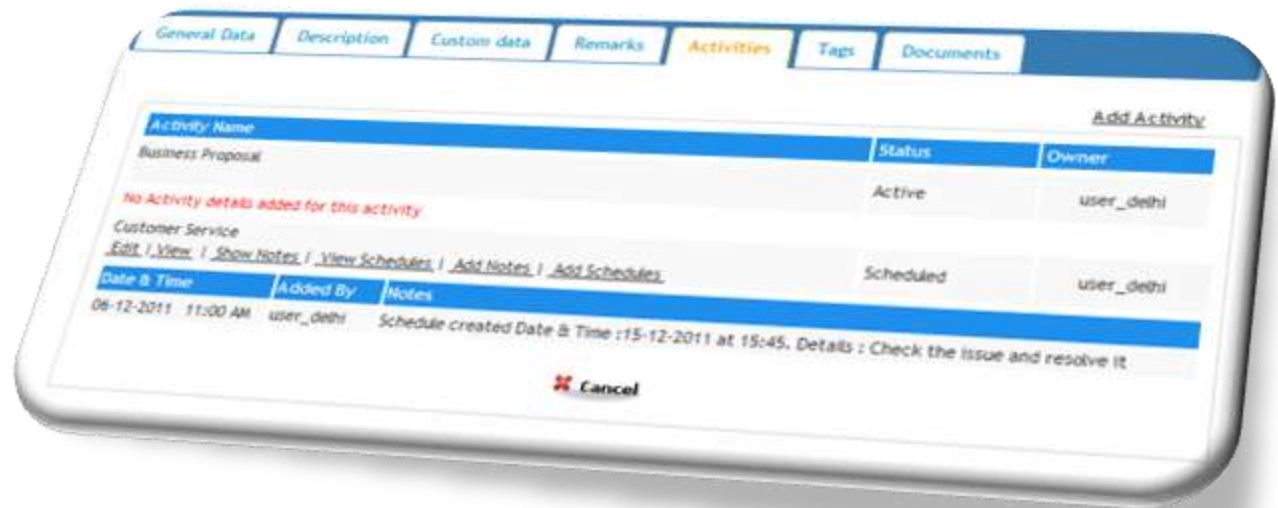 General Data Description Custom data Remarks Activities Tags Documents
Add Activity
Activity Name Status Owner
Business Proposal Active user_delhi
No Activity details added for this activity
Customer Service Scheduled user_delhi
Edit | View | Show Notes | View Schedules | Add Notes | Add Schedules
Date & Time Added By Notes
06-12-2011 11:00 AM user_delhi Schedule created Date & Time :15-12-2011 at 15:45. Details : Check the issue and resolve it
Cancel